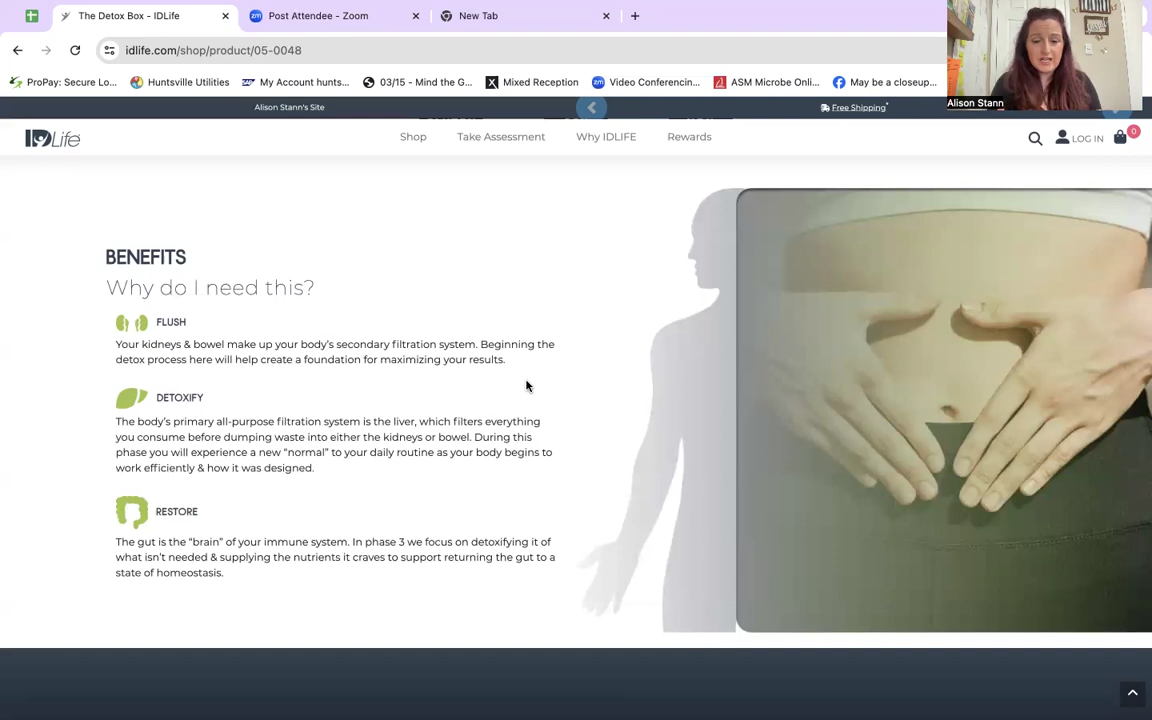 The Detox Box - IDLife
Post Attendee - Zoom
New Tab
idlife.com/shop/product/05-0048
ProPay: Secure Lo...
Huntsville Utilities
My Account hunts...
03/15 - Mind the G...
Mixed Reception
Video Conferencin...
ASM Microbe Onli...
May be a closeup...
Alison Stann
Alison Stann's Site
Free Shipping*
IDLife
Shop
Take Assessment
Why IDLIFE
Rewards
LOG IN
0
BENEFITS
Why do I need this?
FLUSH
Your kidneys & bowel make up your body's secondary filtration system. Beginning the
detox process here will help create a foundation for maximizing your results.
DETOXIFY
The body's primary all-purpose filtration system is the liver, which filters everything
you consume before dumping waste into either the kidneys or bowel. During this
phase you will experience a new "normal" to your daily routine as your body begins to
work efficiently & how it was designed.
RESTORE
The gut is the "brain" of your immune system. In phase 3 we focus on detoxifying it of
what isn't needed & supplying the nutrients it craves to support returning the gut to a
state of homeostasis.